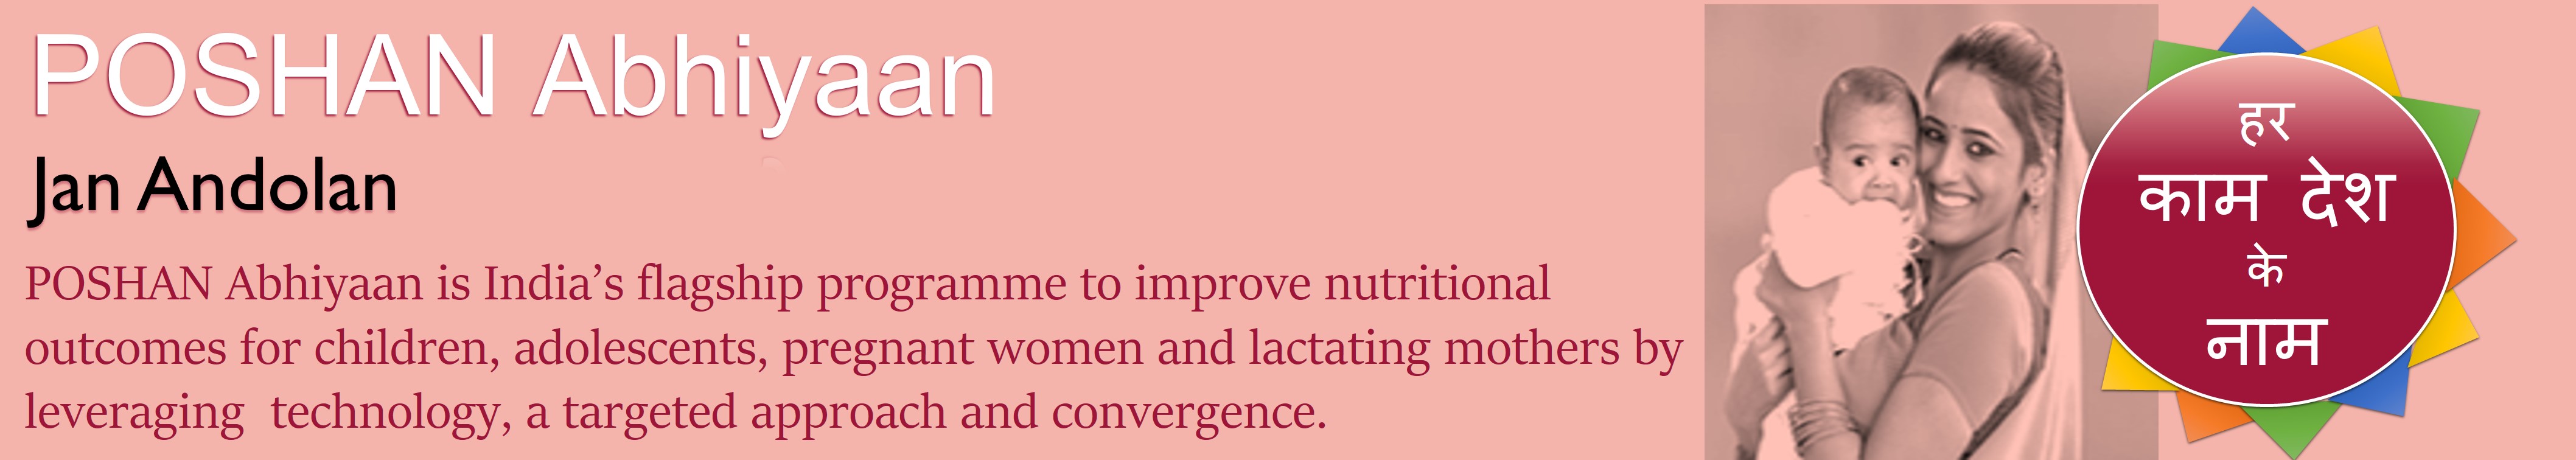 POSHAN Abhiyaan
Jan Andolan
POSHAN Abhiyaan is India’s flagship programme to improve nutritional
outcomes for children, adolescents, pregnant women and lactating mothers by
leveraging  technology, a targeted approach and convergence.
हर
काम देश
के
नाम